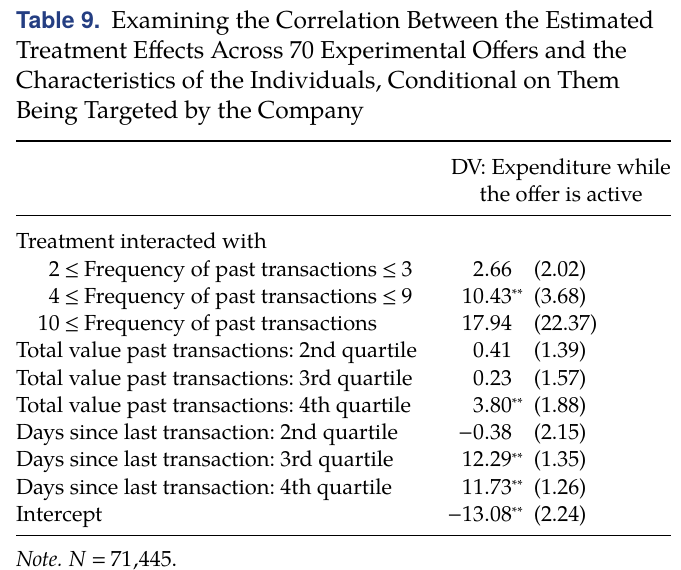 Table 9. Examining the Correlation Between the Estimated
Treatment Effects Across 70 Experimental Offers and the
Characteristics of the Individuals, Conditional on Them
Being Targeted by the Company
DV: Expenditure while
the offer is active
Treatment interacted with
2 ≤ Frequency of past transactions ≤ 3 2.66 (2.02)
4 ≤ Frequency of past transactions ≤ 9 10.43** (3.68)
10 ≤ Frequency of past transactions 17.94 (22.37)
Total value past transactions: 2nd quartile 0.41 (1.39)
Total value past transactions: 3rd quartile 0.23 (1.57)
Total value past transactions: 4th quartile 3.80** (1.88)
Days since last transaction: 2nd quartile −0.38 (2.15)
Days since last transaction: 3rd quartile 12.29** (1.35)
Days since last transaction: 4th quartile 11.73** (1.26)
Intercept −13.08** (2.24)
Note. N = 71,445.